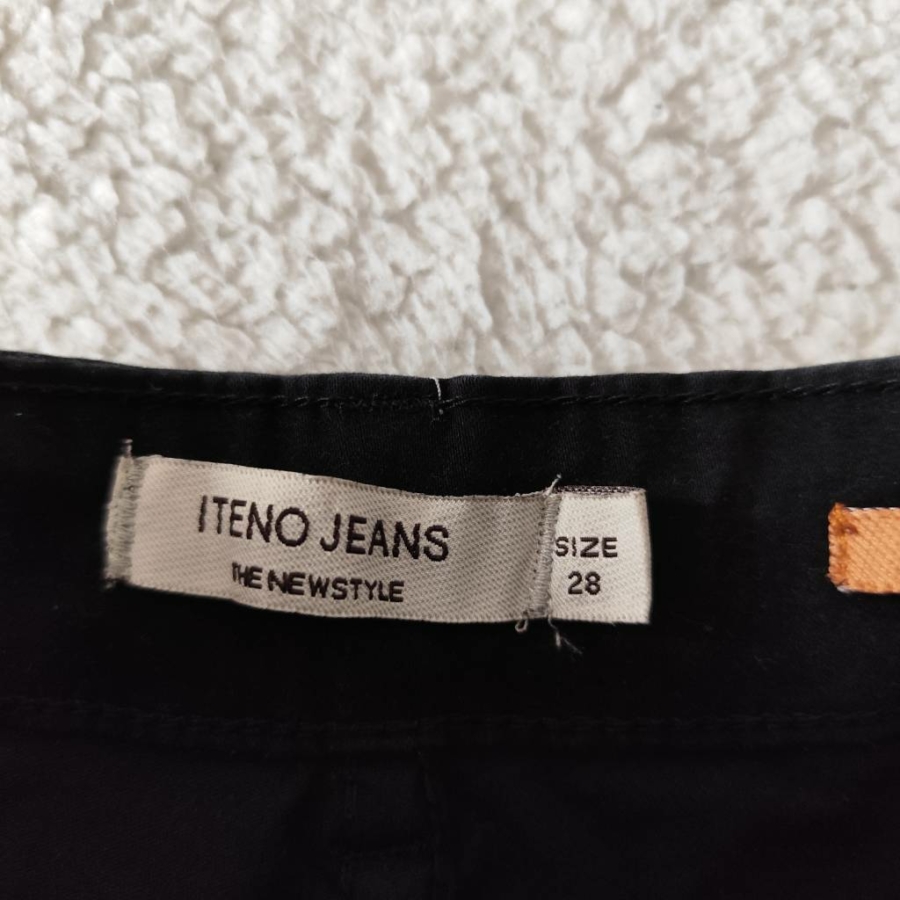 ITENO JEANS
THE NEWSTYLE
SIZE
28